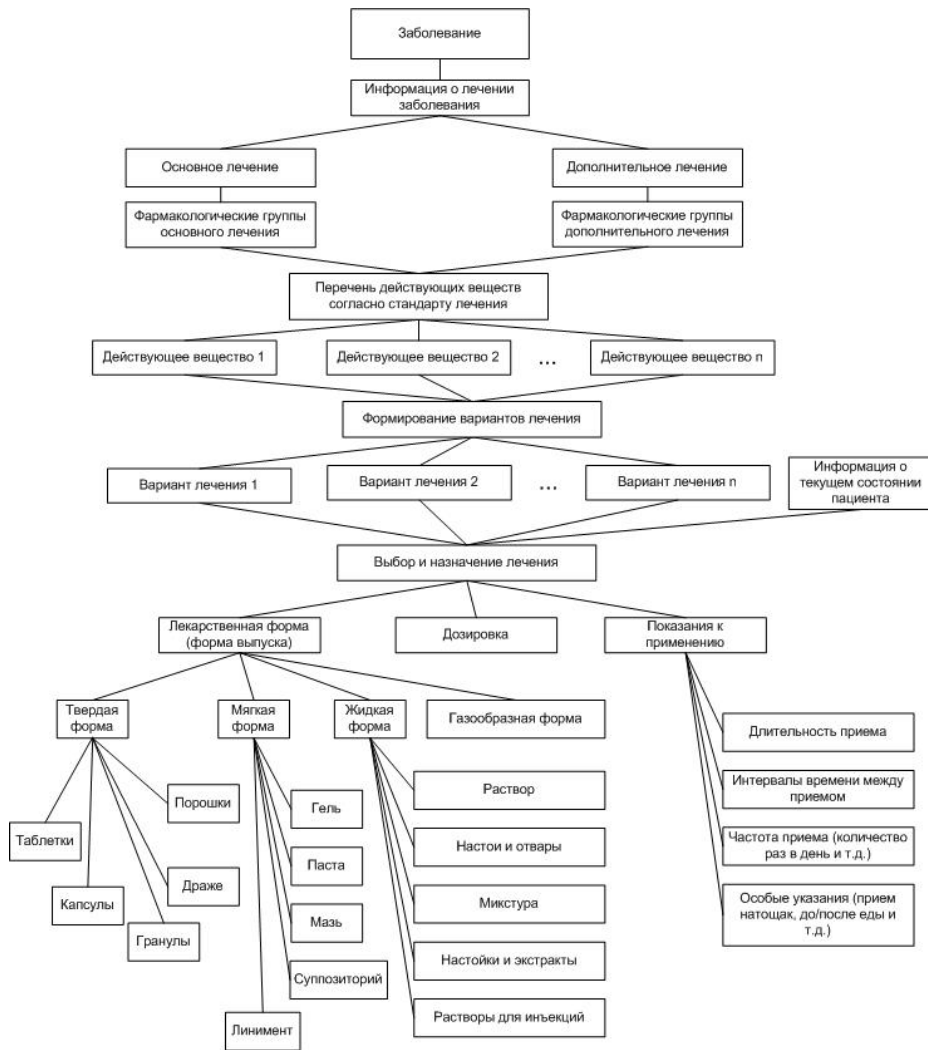 Заболевание
Информация о лечении
заболевания
Основное лечение
Дополнительное лечение
Фармакологические группы
основного лечения
Фармакологические группы
дополнительного лечения
Перечень действующих веществ
согласно стандарту лечения
Действующее вещество 1
Действующее вещество 2
...
Действующее вещество n
Формирование вариантов лечения
Вариант лечения 1
Вариант лечения 2
...
Вариант лечения n
Информация о
текущем состоянии
пациента
Выбор и назначение лечения
Лекарственная форма
(форма выпуска)
Дозировка
Показания к
применению
Твердая
форма
Мягкая
форма
Жидкая
форма
Газообразная форма
Таблетки
Капсулы
Гранулы
Драже
Порошки
Гель
Паста
Мазь
Суппозиторий
Линимент
Раствор
Настои и отвары
Микстура
Настойки и экстракты
Растворы для инъекций
Длительность приема
Интервалы времени между
приемом
Частота приема (количество
раз в день и т.д.)
Особые указания (прием
натощак, до/после еды и
т.д.)